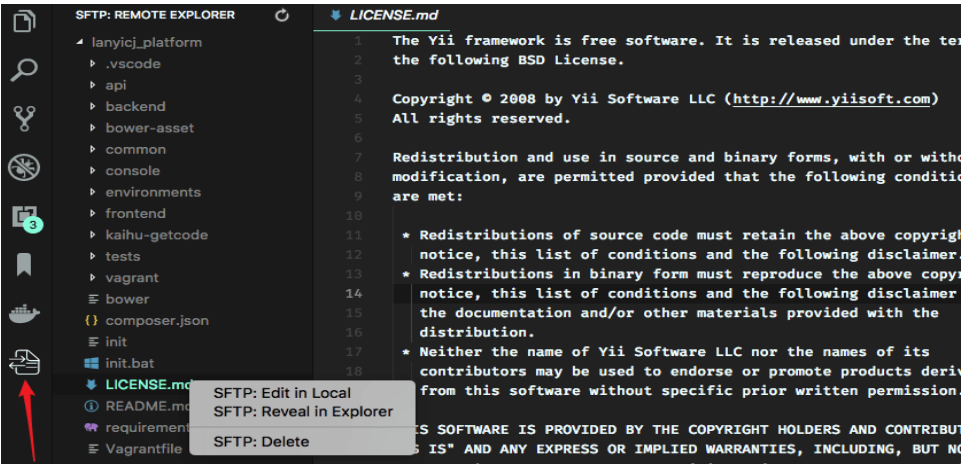 SFTP: REMOTE EXPLORER
lanyicj_platform
.vscode
api
backend
bower-asset
common
console
environments
frontend
kaihu-getcode
tests
vagrant
bower
{} composer.json
init
init.bat
LICENSE.md
README.md
requirement
Vagrantfile
3
SFTP: Edit in Local
SFTP: Reveal in Explorer
SFTP: Delete
LICENSE.md
1 The Yii framework is free software. It is released under the ter
2 the following BSD License.
3
4 Copyright © 2008 by Yii Software LLC (http://www.yiisoft.com)
5 All rights reserved.
6
7 Redistribution and use in source and binary forms, with or witho
8 modification, are permitted provided that the following conditio
9 are met:
10
11 * Redistributions of source code must retain the above copyrigh
12 notice, this list of conditions and the following disclaimer.
13 * Redistributions in binary form must reproduce the above copyr
14 notice, this list of conditions and the following disclaimer
15 the documentation and/or other materials provided with the
16 distribution.
17 * Neither the name of Yii Software LLC nor the names of its
18 contributors may be used to endorse or promote products deriv
from this software without specific prior written permission.
IS SOFTWARE IS PROVIDED BY THE COPYRIGHT HOLDERS AND CONTRIBUT
S IS" AND ANY EXPRESS OR IMPLIED WARRANTIES, INCLUDING, BUT NO